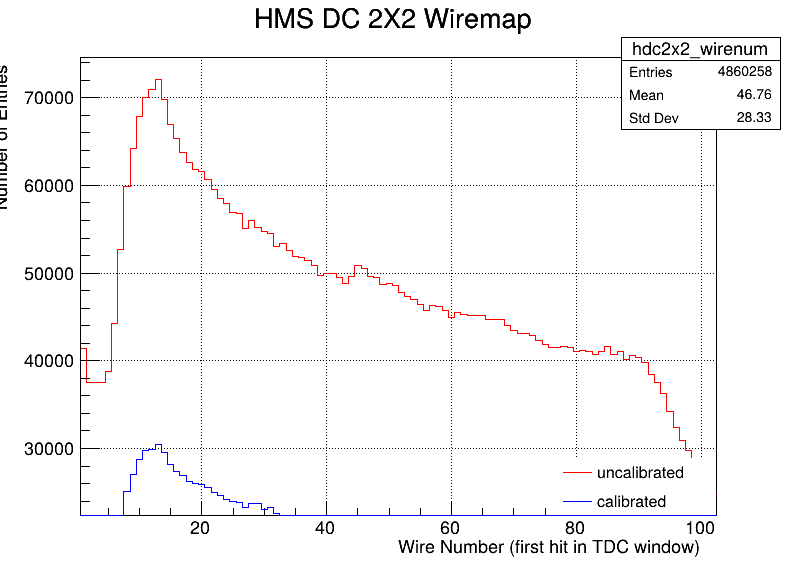 HMS DC 2X2 Wiremap
hdc2x2_wirenum
Entries 4860258
Mean 46.76
Std Dev 28.33
Number of Entries
70000
60000
50000
40000
30000
uncalibrated
calibrated
20 40 60 80 100
Wire Number (first hit in TDC window)